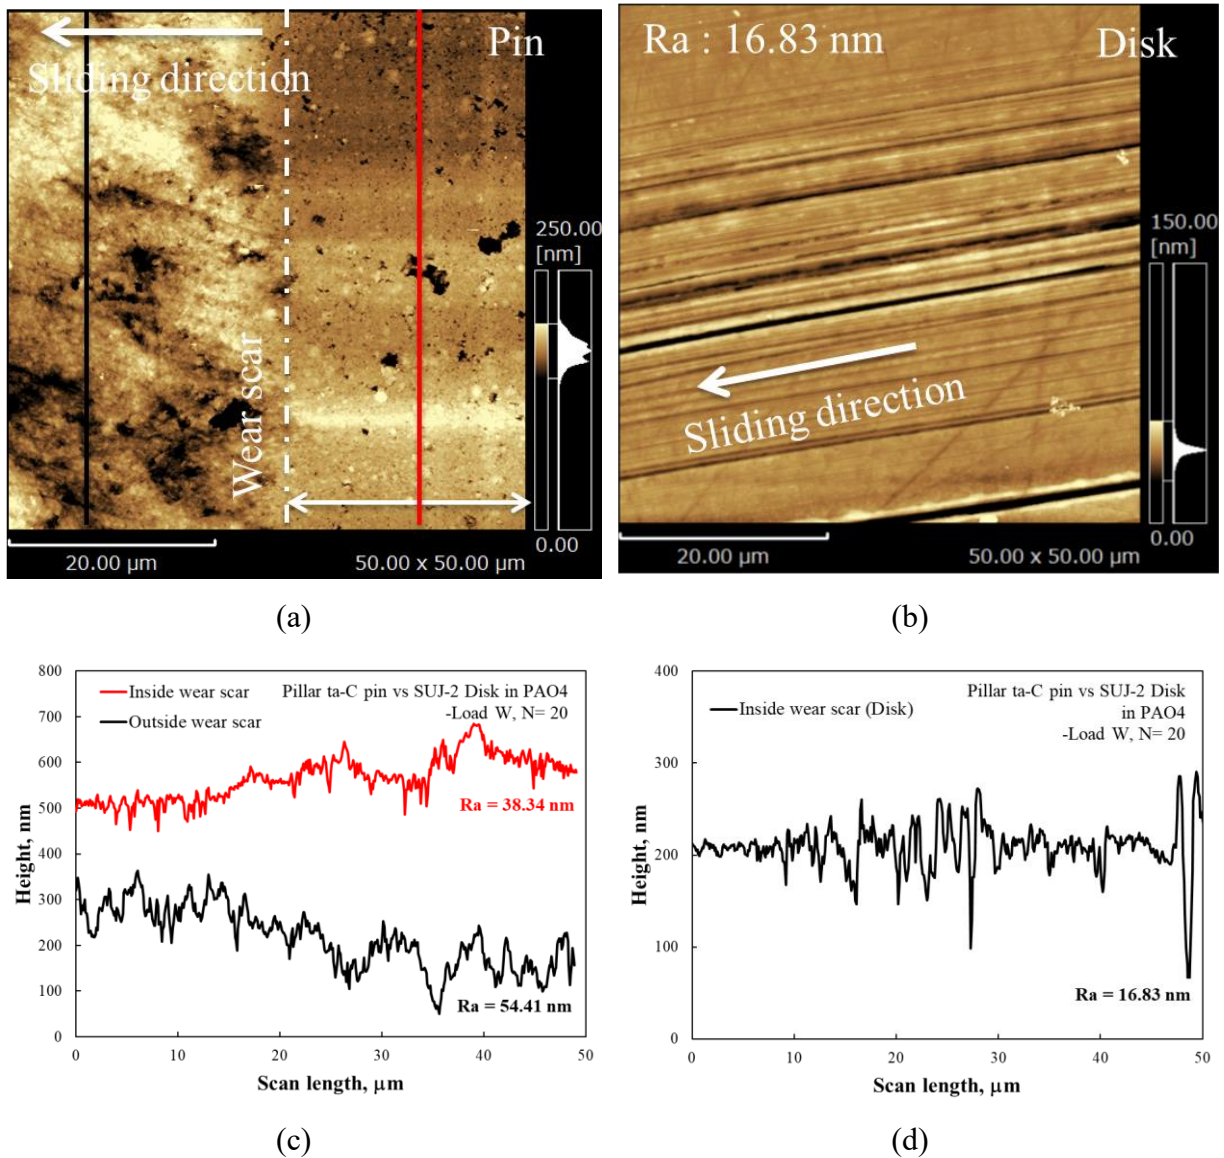 Pin
Sliding direction
Wear scar
250.00
[nm]
0.00
20.00 μm
50.00 x 50.00 μm
(a)
Ra : 16.83 nm
Disk
Sliding direction
150.00
[nm]
0.00
20.00 μm
50.00 x 50.00 μm
(b)
800
700
600
500
400
300
200
100
0
Height, nm
Inside wear scar
Outside wear scar
Pillar ta-C pin vs SUJ-2 Disk in PAO4
-Load W, N= 20
Ra = 38.34 nm
Ra = 54.41 nm
0 10 20 30 40 50
Scan length, μm
(c)
400
300
200
100
0
Height, nm
Inside wear scar (Disk)
Pillar ta-C pin vs SUJ-2 Disk
in PAO4
-Load W, N= 20
Ra = 16.83 nm
0 10 20 30 40 50
Scan length, μm
(d)